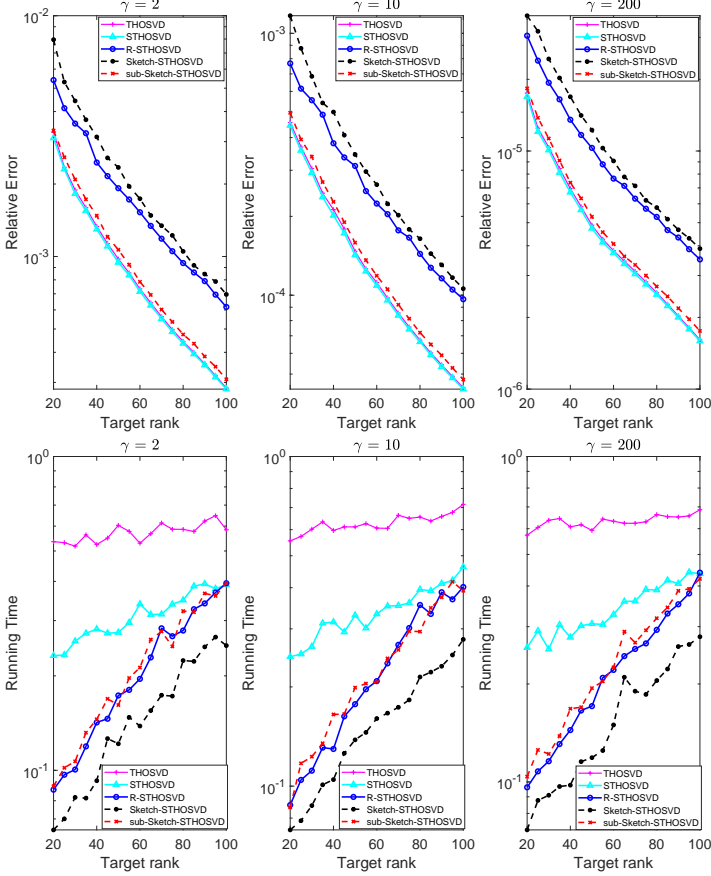 γ = 2
10^-2
10^-3
Relative Error
THOSVD
STHOSVD
R-STHOSVD
Sketch-STHOSVD
sub-Sketch-STHOSVD
20 40 60 80 100
Target rank
γ = 10
10^-3
10^-4
Relative Error
THOSVD
STHOSVD
R-STHOSVD
Sketch-STHOSVD
sub-Sketch-STHOSVD
20 40 60 80 100
Target rank
γ = 200
10^-5
10^-6
Relative Error
THOSVD
STHOSVD
R-STHOSVD
Sketch-STHOSVD
sub-Sketch-STHOSVD
20 40 60 80 100
Target rank
γ = 2
10^0
10^-1
Running Time
THOSVD
STHOSVD
R-STHOSVD
Sketch-STHOSVD
sub-Sketch-STHOSVD
20 40 60 80 100
Target rank
γ = 10
10^0
10^-1
Running Time
THOSVD
STHOSVD
R-STHOSVD
Sketch-STHOSVD
sub-Sketch-STHOSVD
20 40 60 80 100
Target rank
γ = 200
10^0
10^-1
Running Time
THOSVD
STHOSVD
R-STHOSVD
Sketch-STHOSVD
sub-Sketch-STHOSVD
20 40 60 80 100
Target rank